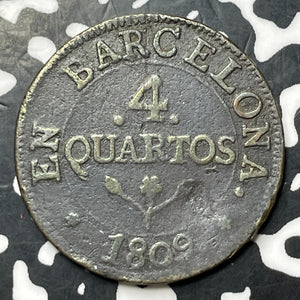 EN BARCELONA.
.4.
QUARTOS
1809